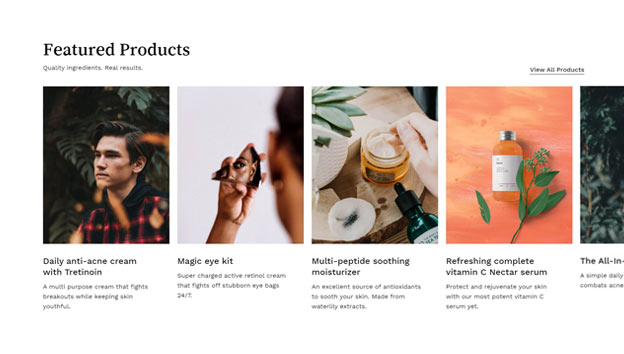 Featured Products
Quality ingredients. Real results.
View All Products
Daily anti-acne cream
with Tretinoin
A multi purpose cream that fights
breakouts while keeping skin
youthful.
Magic eye kit
Super charged active retinol cream
that fights off stubborn eye bags
24/7.
Multi-peptide soothing
moisturizer
An excellent source of antioxidants
to sooth your skin. Made from
waterlily extracts.
Refreshing complete
vitamin C Nectar serum
Protect and rejuvenate your skin
with our most potent vitamin C
serum yet.
The All-In-
A simple daily
combats acne